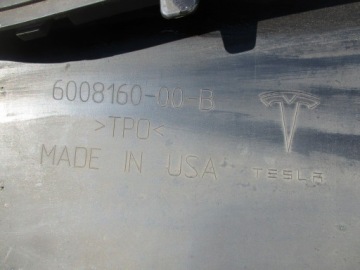 6008160-00-B
>TPO<
MADE IN USA
TESLA